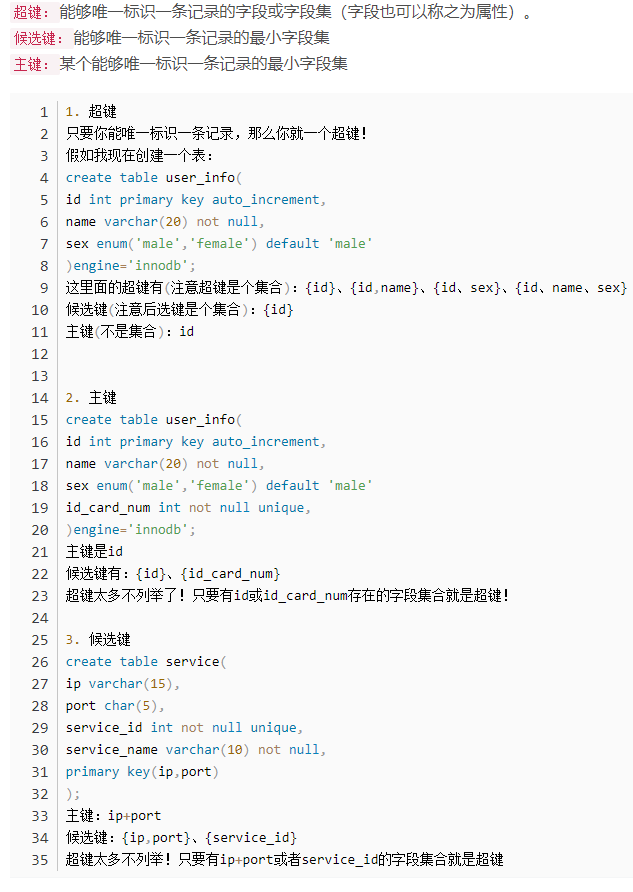 超键: 能够唯一标识一条记录的字段或字段集（字段也可以称之为属性）。
候选键: 能够唯一标识一条记录的最小字段集
主键: 某个能够唯一标识一条记录的最小字段集
1 1. 超键
2 只要你能唯一标识一条记录，那么你就一个超键！
3 假如我现在创建一个表：
4 create table user_info(
5 id int primary key auto_increment,
6 name varchar(20) not null,
7 sex enum('male','female') default 'male'
8 )engine='innodb';
9 这里面的超键有(注意超键是个集合)：{id}、{id,name}、{id、sex}、{id、name、sex}
10 候选键(注意后选键是个集合)：{id}
11 主键(不是集合)：id
12
13
14 2. 主键
15 create table user_info(
16 id int primary key auto_increment,
17 name varchar(20) not null,
18 sex enum('male','female') default 'male'
19 id_card_num int not null unique,
20 )engine='innodb';
21 主键是id
22 候选键有：{id}、{id_card_num}
23 超键太多不列举了！只要有id或id_card_num存在的字段集合就是超键！
24
25 3. 候选键
26 create table service(
27 ip varchar(15),
28 port char(5),
29 service_id int not null unique,
30 service_name varchar(10) not null,
31 primary key(ip,port)
32 );
33 主键：ip+port
34 候选键：{ip,port}、{service_id}
35 超键太多不列举！只要有ip+port或者service_id的字段集合就是超键